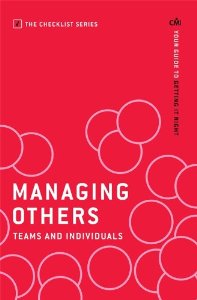 THE CHECKLIST SERIES
CMI
YOUR GUIDE TO GETTING IT RIGHT
MANAGING
OTHERS
TEAMS AND INDIVIDUALS